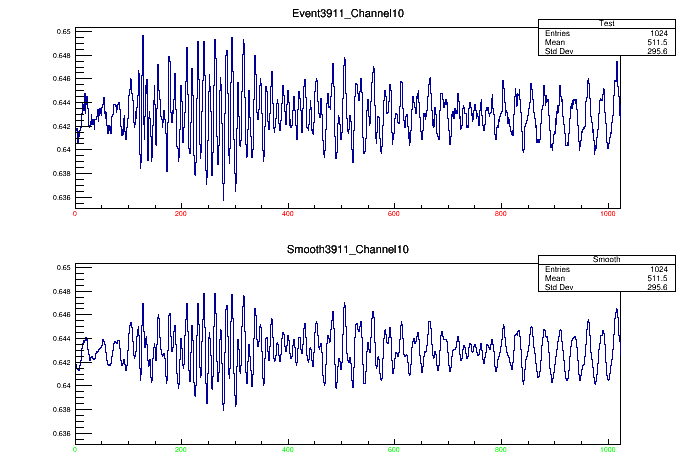 Event3911_Channel10
Test
Entries 1024
Mean 511.5
Std Dev 295.6
0.65
0.648
0.646
0.644
0.642
0.64
0.638
0.636
0 200 400 600 800 1000
Smooth3911_Channel10
Smooth
Entries 1024
Mean 511.5
Std Dev 295.6
0.65
0.648
0.646
0.644
0.642
0.64
0.638
0.636
0 200 400 600 800 1000